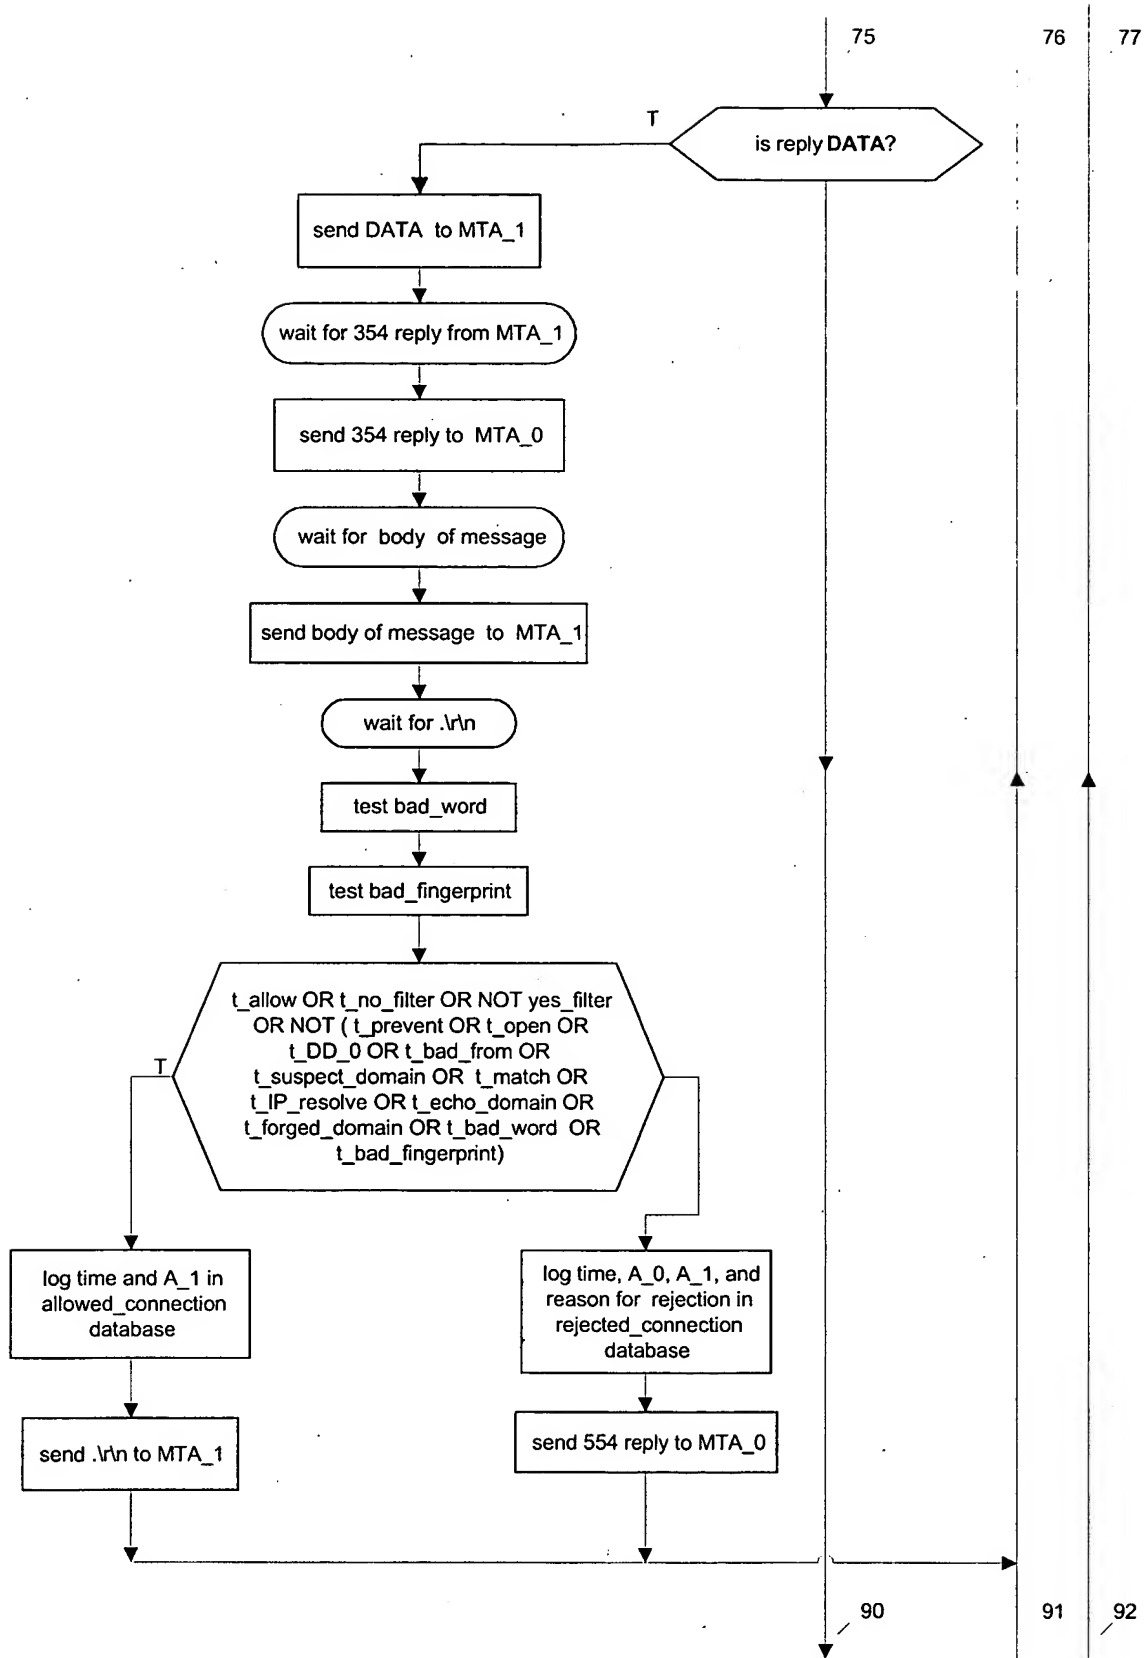 75
76
77
T
is reply DATA?
send DATA to MTA_1
wait for 354 reply from MTA_1
send 354 reply to MTA_0
wait for body of message
send body of message to MTA_1
wait for .\r\n
test bad_word
test bad_fingerprint
t_allow OR t_no_filter OR NOT yes_filter
OR NOT ( t_prevent OR t_open OR
t_DD_0 OR t_bad_from OR
t_suspect_domain OR t_match OR
t_IP_resolve OR t_echo_domain OR
t_forged_domain OR t_bad_word OR
t_bad_fingerprint)
T
log time and A_1 in
allowed_connection
database
log time, A_0, A_1, and
reason for rejection in
rejected_connection
database
send .\r\n to MTA_1
send 554 reply to MTA_0
90
91
92